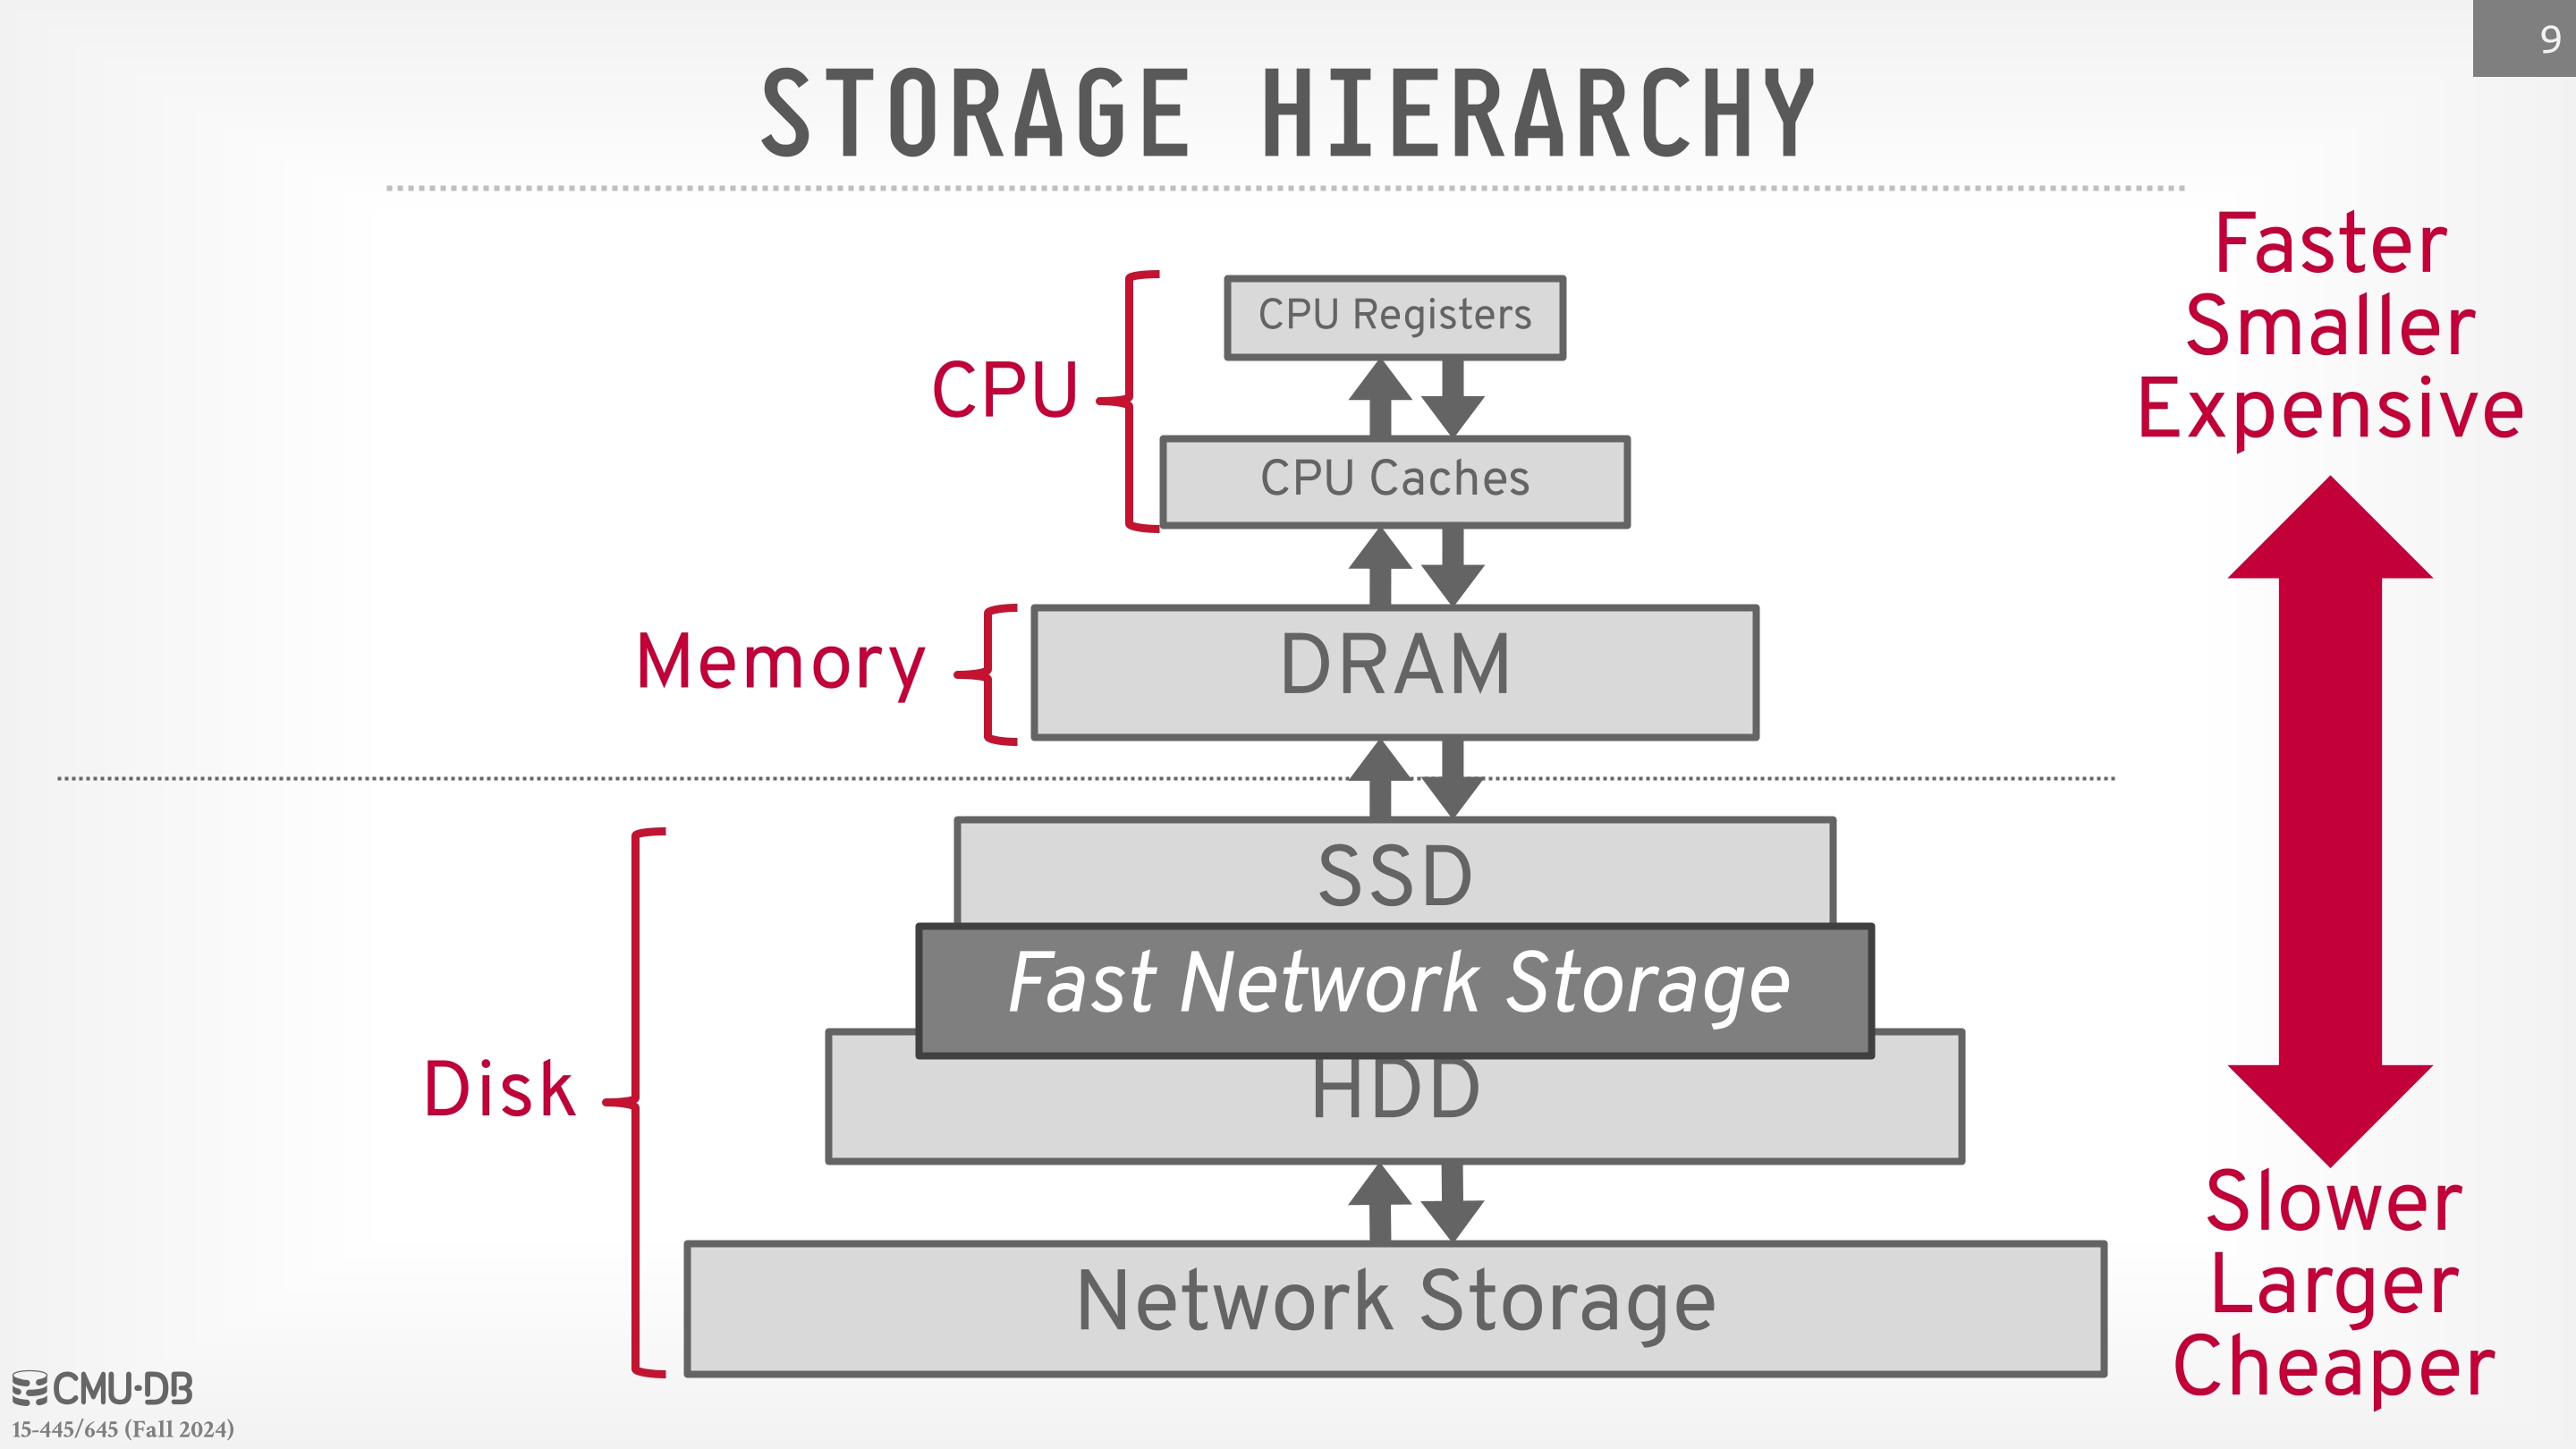 9
STORAGE HIERARCHY
Faster
Smaller
Expensive
CPU Registers
CPU
CPU Caches
Memory
DRAM
SSD
Fast Network Storage
Disk
HDD
Network Storage
Slower
Larger
Cheaper
CMU·DB
15-445/645 (Fall 2024)